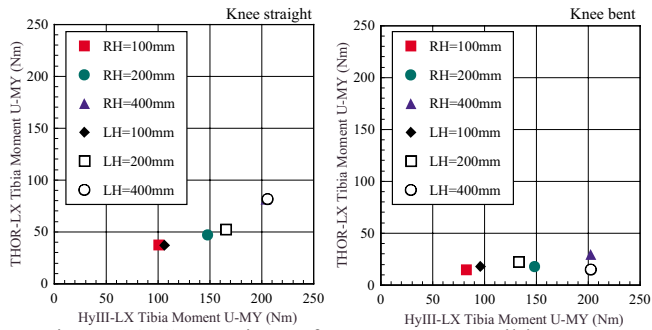 Knee straight
250
200
150
100
50
0
THOR-LX Tibia Moment U-MY (Nm)
RH=100mm
RH=200mm
RH=400mm
LH=100mm
LH=200mm
LH=400mm
0 50 100 150 200 250
HyIII-LX Tibia Moment U-MY (Nm)
Knee bent
250
200
150
100
50
0
THOR-LX Tibia Moment U-MY (Nm)
RH=100mm
RH=200mm
RH=400mm
LH=100mm
LH=200mm
LH=400mm
0 50 100 150 200 250
HyIII-LX Tibia Moment U-MY (Nm)